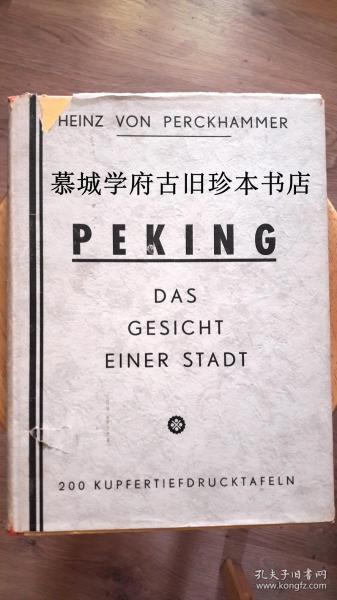 HEINZ VON PERCKHAMMER
慕城学府古旧珍本书店
PEKING
DAS
GESICHT
EINER STADT
200 KUPFERTIEFDRUCKTAFELN
孔夫子旧书网
www.kongfz.com